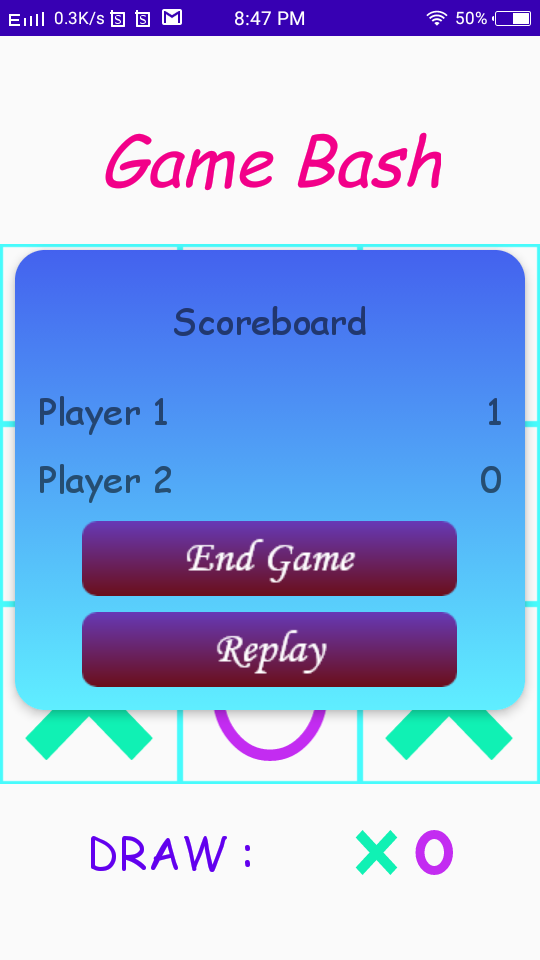 0.3K/s 8:47 PM 50%
Game Bash
Scoreboard
Player 1 1
Player 2 0
End Game
Replay
DRAW : X O